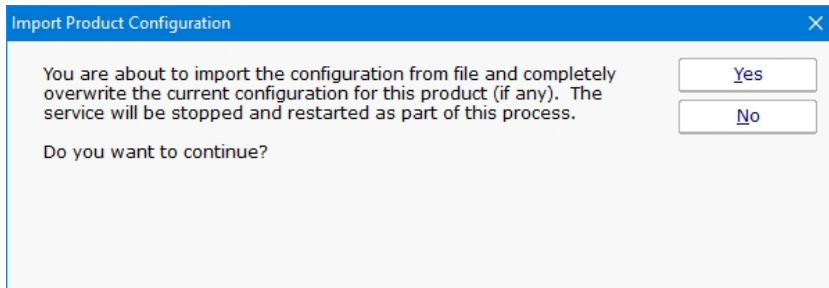 Import Product Configuration
You are about to import the configuration from file and completely
overwrite the current configuration for this product (if any).  The
service will be stopped and restarted as part of this process.
Do you want to continue?
Yes
No